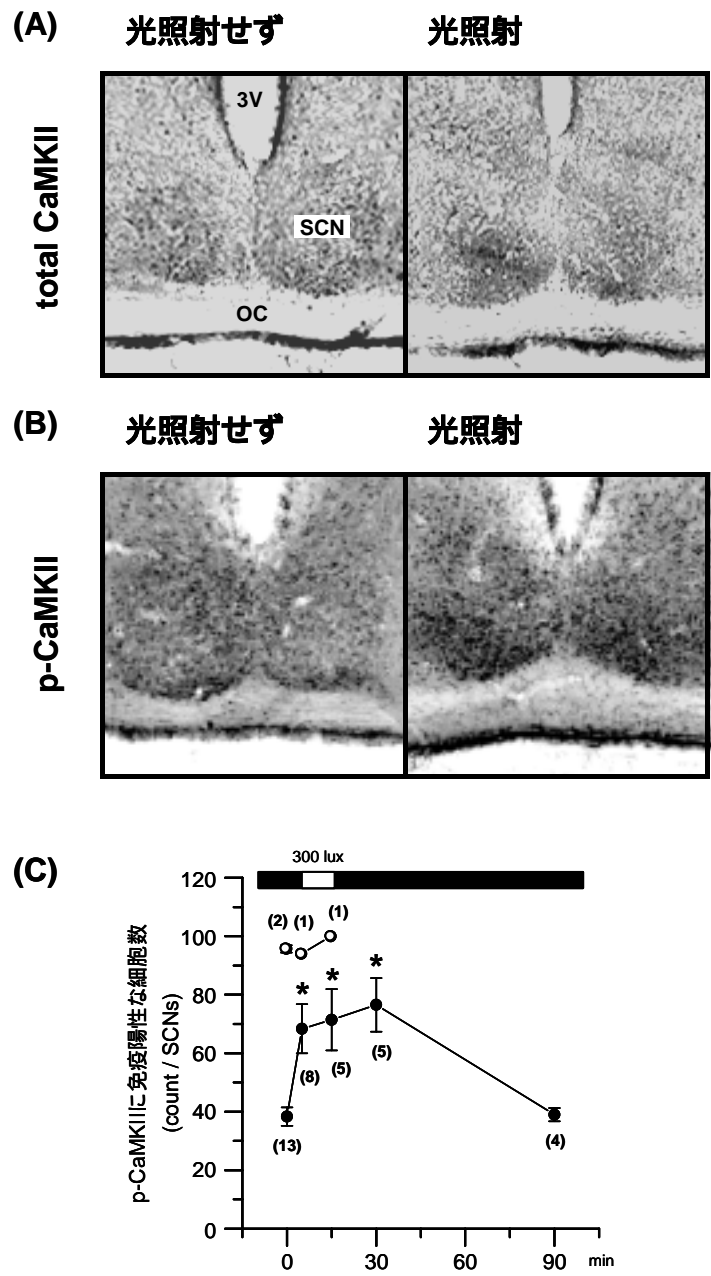 (A)
光照射せず 光照射
total CaMKII
3V
SCN
OC
(B)
光照射せず 光照射
p-CaMKII
(C)
300 lux
p-CaMKIIに免疫陽性な細胞数
(count / SCNs)
120
100
80
60
40
20
0
(2) (1) (1)
* * *
(8) (5) (5)
(13) (4)
0 30 60 90 min